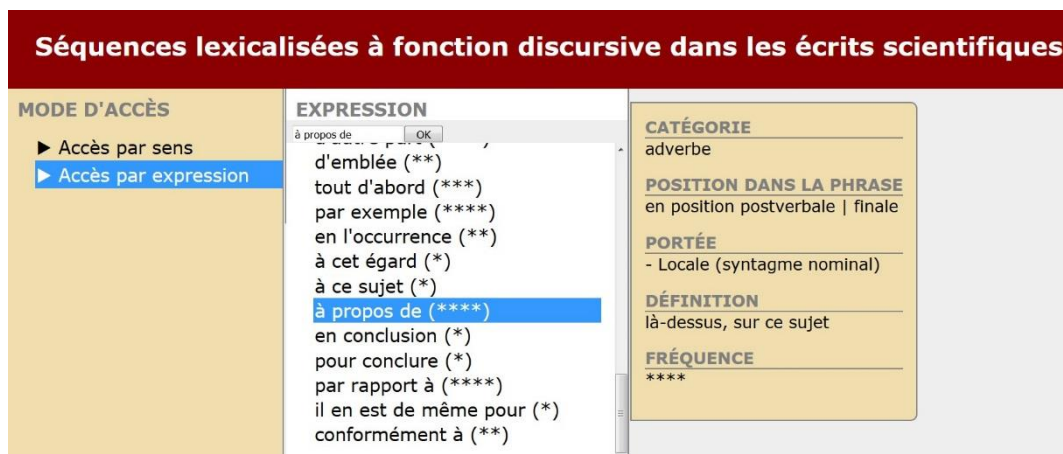 Séquences lexicalisées à fonction discursive dans les écrits scientifiques
MODE D'ACCÈS
▶ Accès par sens
▶ Accès par expression
EXPRESSION
à propos de
OK
d'emblée (**)
tout d'abord (***)
par exemple (****)
en l'occurrence (**)
à cet égard (*)
à ce sujet (*)
à propos de (****)
en conclusion (*)
pour conclure (*)
par rapport à (****)
il en est de même pour (*)
conformément à (**)
CATÉGORIE
adverbe
POSITION DANS LA PHRASE
en position postverbale | finale
PORTÉE
- Locale (syntagme nominal)
DÉFINITION
là-dessus, sur ce sujet
FRÉQUENCE
****